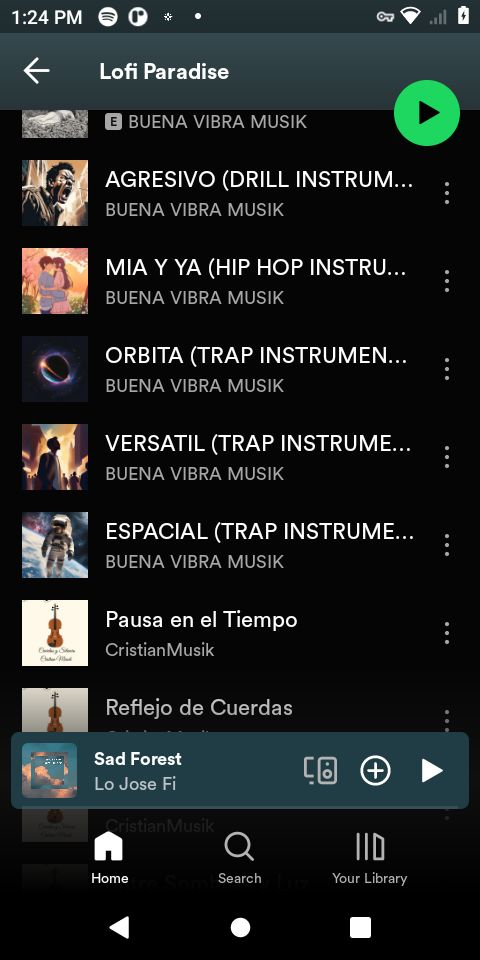 1:24 PM
Lofi Paradise
E BUENA VIBRA MUSIK
AGRESIVO (DRILL INSTRUM...
BUENA VIBRA MUSIK
MIA Y YA (HIP HOP INSTRU...
BUENA VIBRA MUSIK
ORBITA (TRAP INSTRUMEN...
BUENA VIBRA MUSIK
VERSATIL (TRAP INSTRUME...
BUENA VIBRA MUSIK
ESPACIAL (TRAP INSTRUME...
BUENA VIBRA MUSIK
Pausa en el Tiempo
CristianMusik
Reflejo de Cuerdas
Sad Forest
Lo Jose Fi
CristianMusik
Home
Search
Your Library